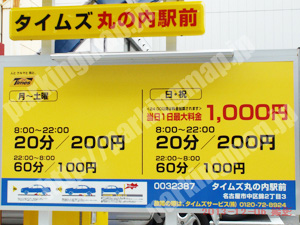 タイムズ 丸の内駅前
Times
月～土曜
8:00～22:00
20分／200円
22:00～8:00
60分／100円
日・祝
当日1日最大料金 1,000円
8:00～22:00
20分／200円
22:00～8:00
60分／100円
0032387 タイムズ丸の内駅前
名古屋市中区錦2丁目3
タイムズサービス(株) 0120-72-8924